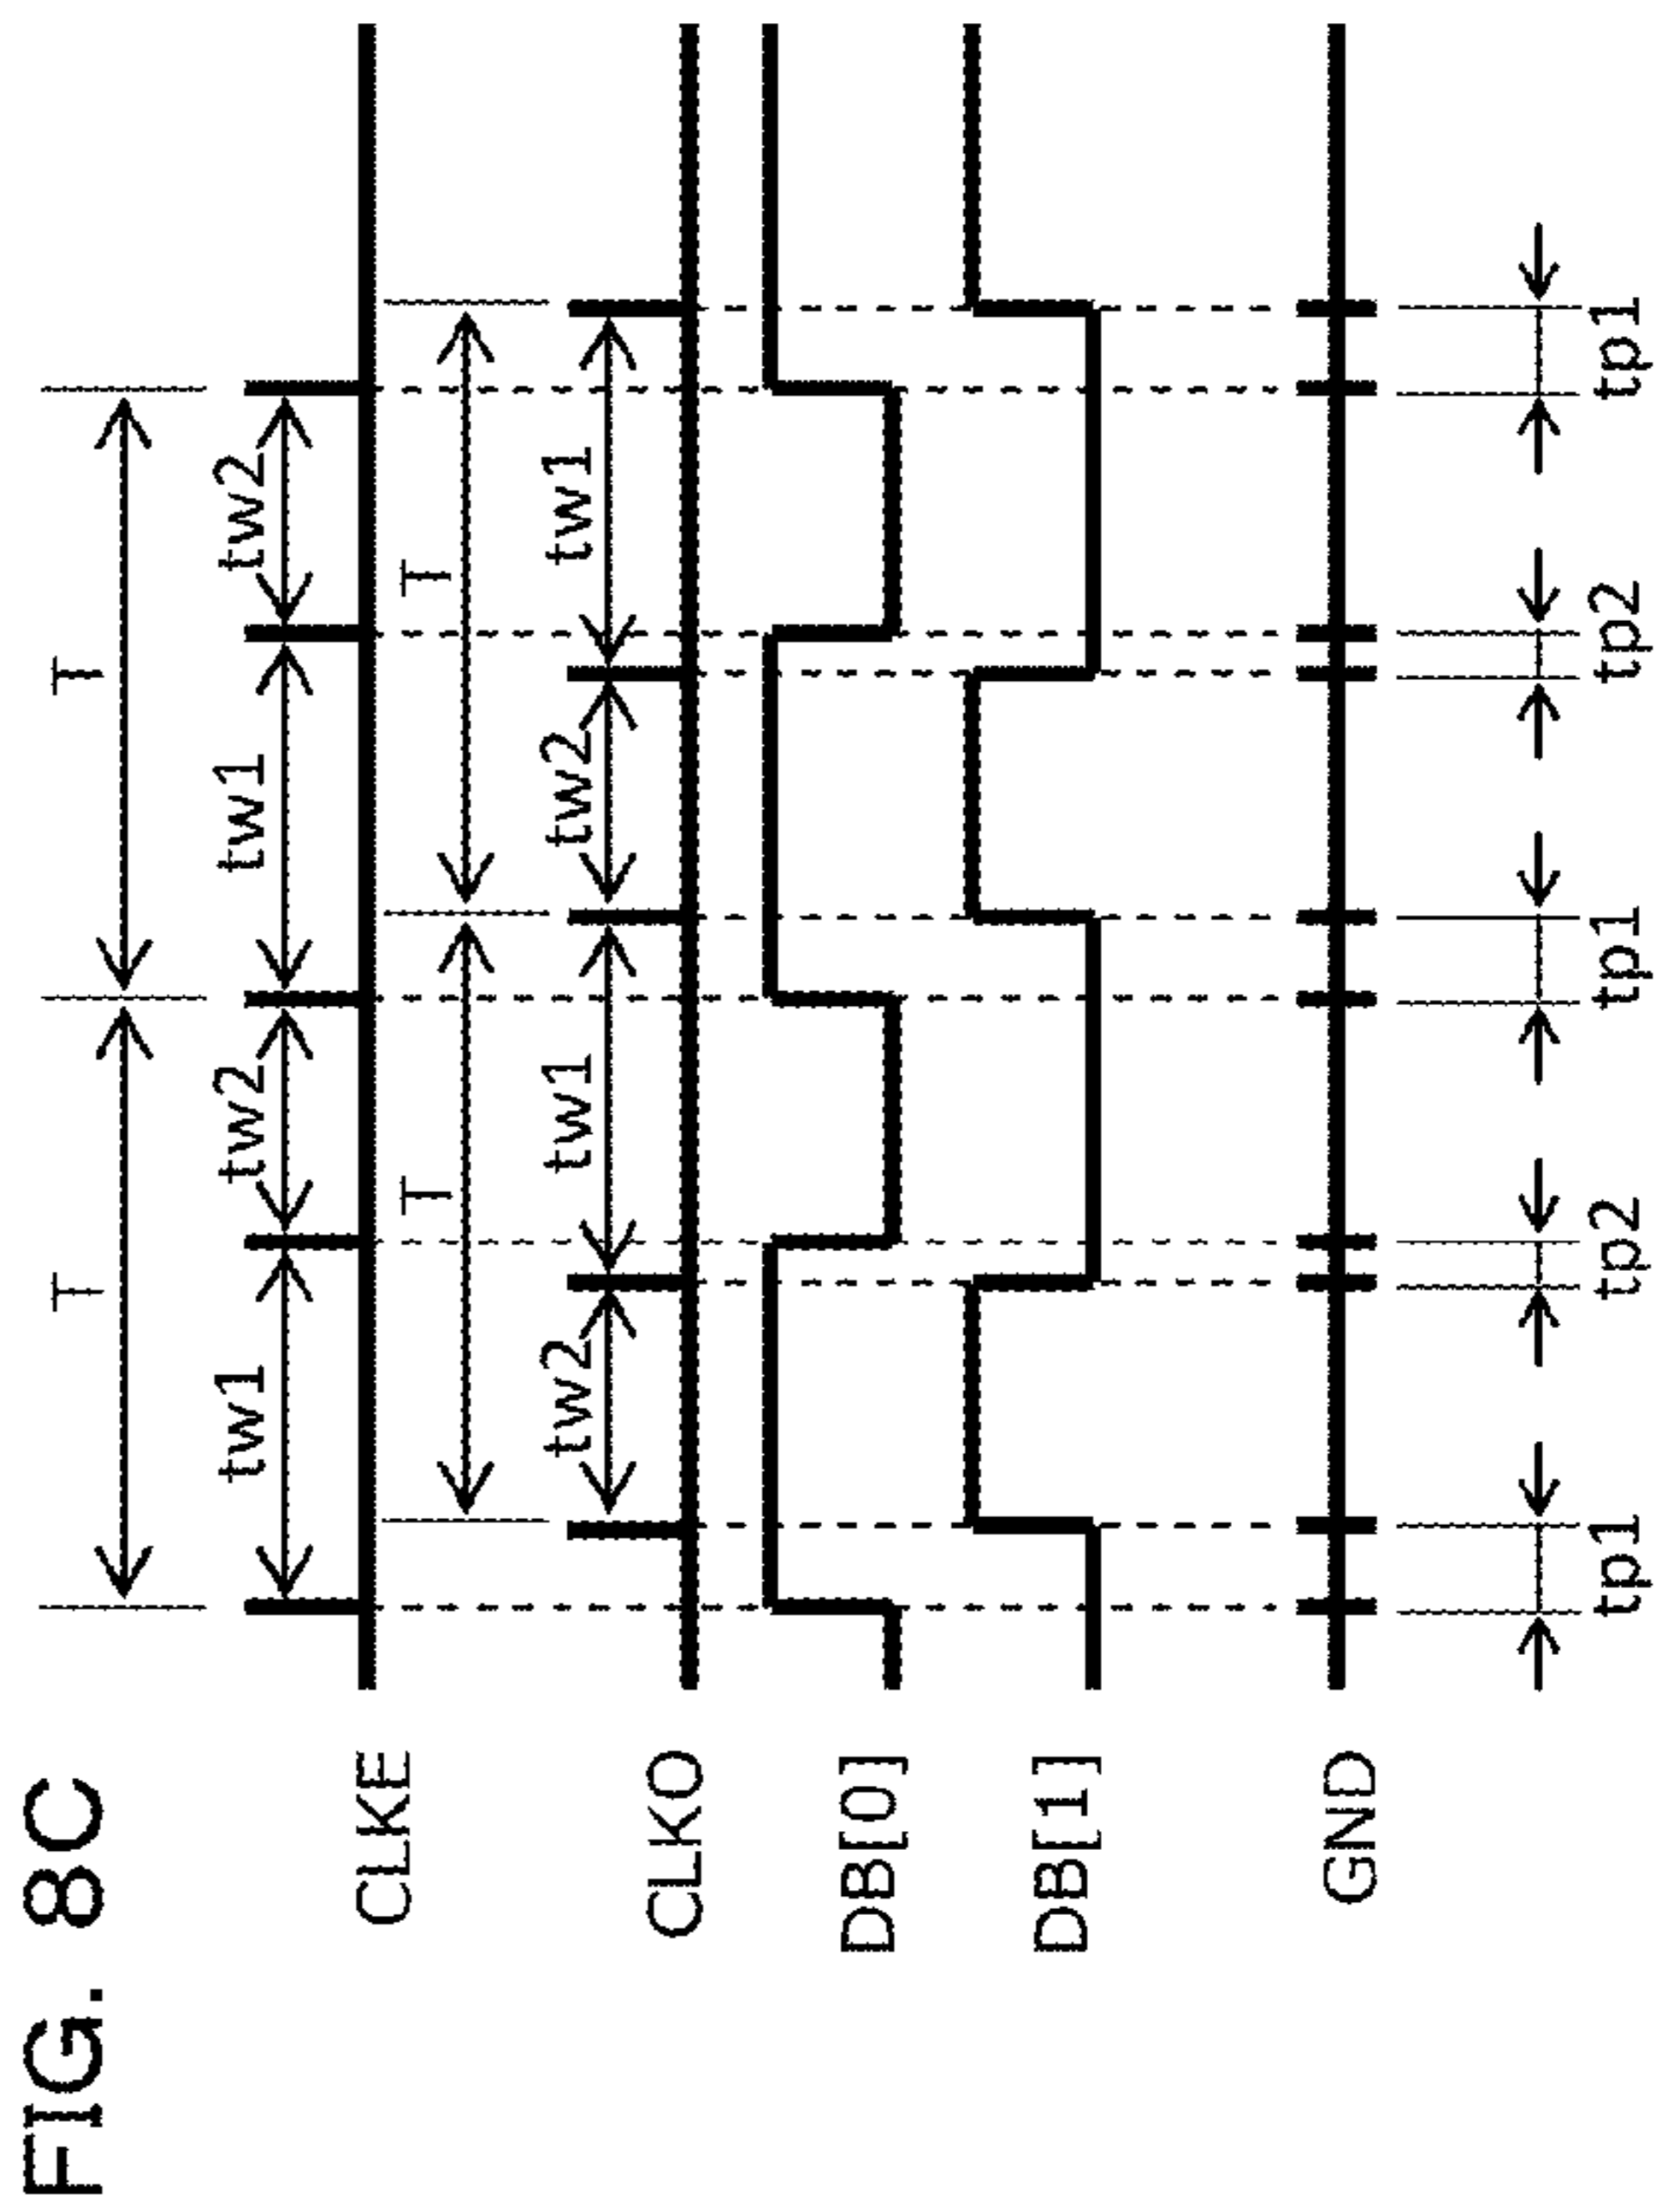 FIG. 8C
T T
tw1 tw2 tw1 tw2
CLKE
T T
tw2 tw1 tw2 tw1
CLKO
DB[0]
DB[1]
GND
tp1 tp2 tp1 tp2 tp1